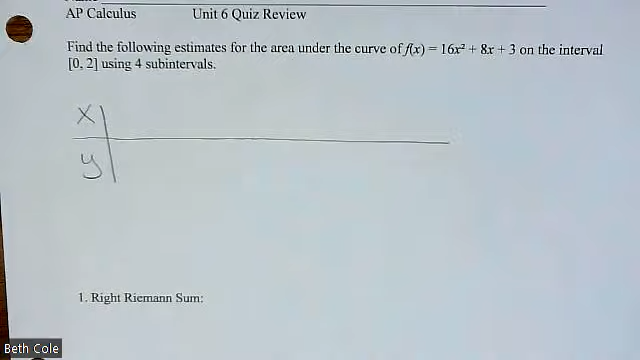 AP Calculus Unit 6 Quiz Review
Find the following estimates for the area under the curve of f(x) = 16x² + 8x + 3 on the interval
[0, 2] using 4 subintervals.
x
y
1. Right Riemann Sum:
Beth Cole